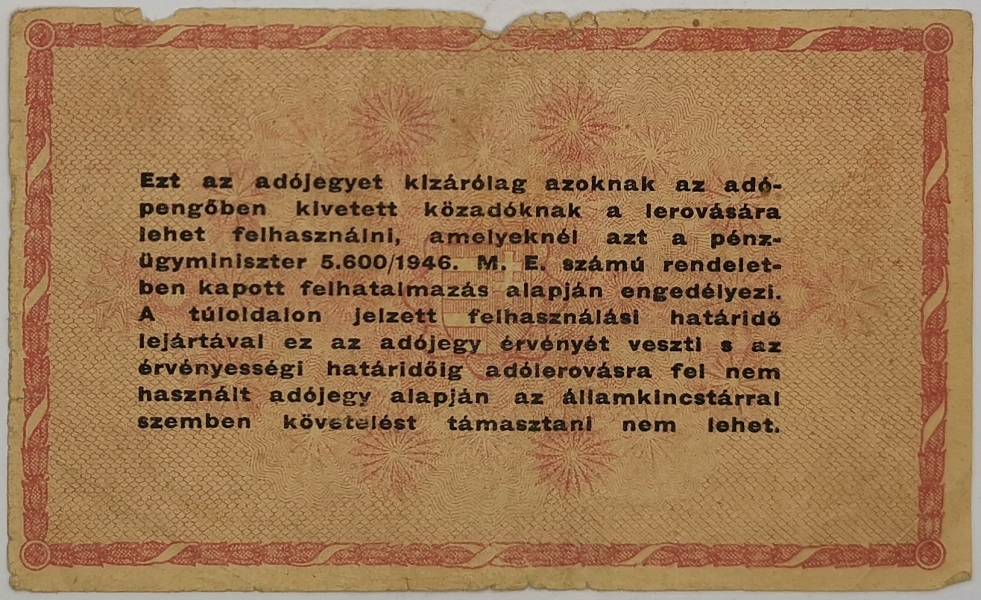 Ezt az adójegyet kizárólag azoknak az adó-
pengőben kivetett közadóknak a lerovására
lehet felhasználni, amelyeknél azt a pénz-
ügyminiszter 5.600/1946. M. E. számú rendelet-
ben kapott felhatalmazás alapján engedélyezi.
A túloldalon jelzett felhasználási határidő
lejártával ez az adójegy érvényét veszti s az
érvényességi határidőig adólerovásra fel nem
használt adójegy alapján az államkincstárral
szemben követelést támasztani nem lehet.